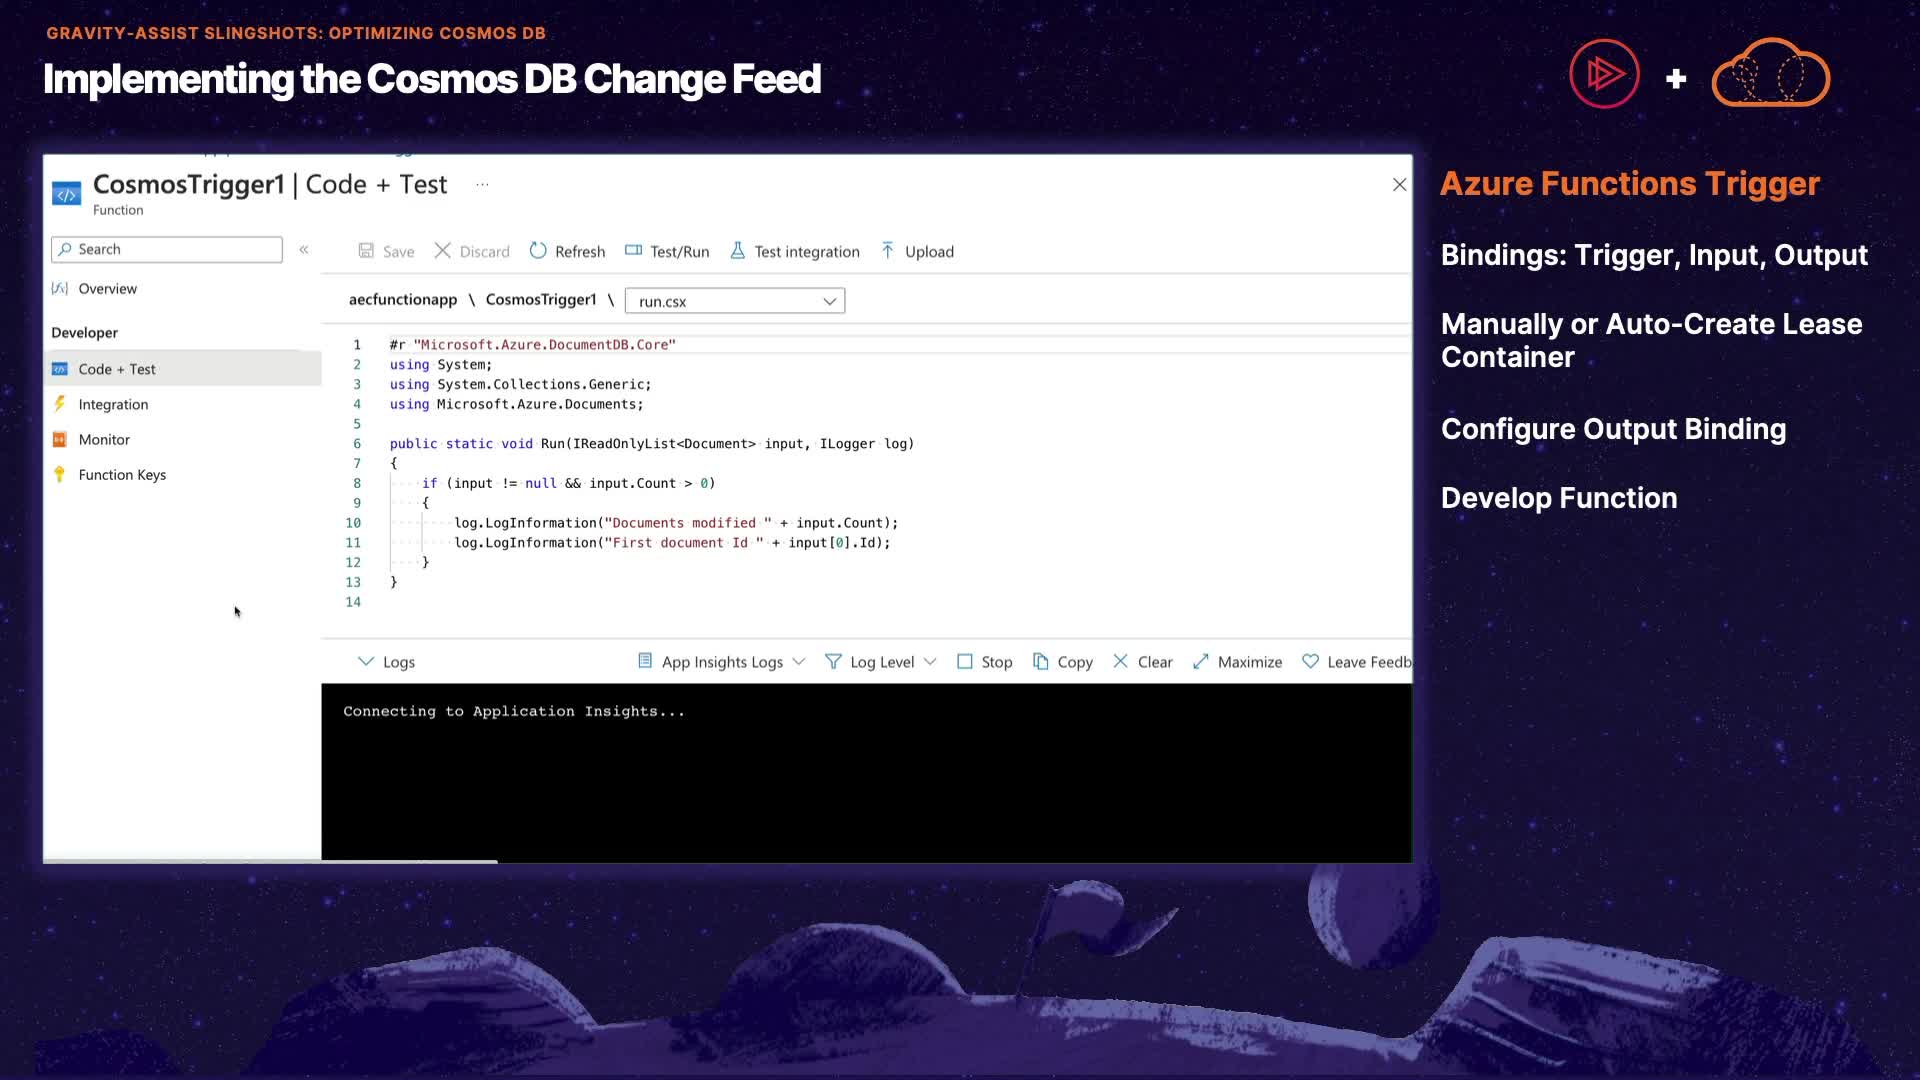 GRAVITY-ASSIST SLINGSHOTS: OPTIMIZING COSMOS DB
Implementing the Cosmos DB Change Feed
CosmosTrigger1 | Code + Test ...
Function
Search
Overview
Developer
Code + Test
Integration
Monitor
Function Keys
Save Discard Refresh Test/Run Test integration Upload
aecfunctionapp \ CosmosTrigger1 \ run.csx
1 #r "Microsoft.Azure.DocumentDB.Core"
2 using System;
3 using System.Collections.Generic;
4 using Microsoft.Azure.Documents;
5
6 public static void Run(IReadOnlyList<Document> input, ILogger log)
7 {
8 if (input != null && input.Count > 0)
9 {
10 log.LogInformation("Documents modified " + input.Count);
11 log.LogInformation("First document Id " + input[0].Id);
12 }
13 }
14
Logs App Insights Logs Log Level Stop Copy Clear Maximize Leave Feedb
Connecting to Application Insights...
Azure Functions Trigger
Bindings: Trigger, Input, Output
Manually or Auto-Create Lease
Container
Configure Output Binding
Develop Function